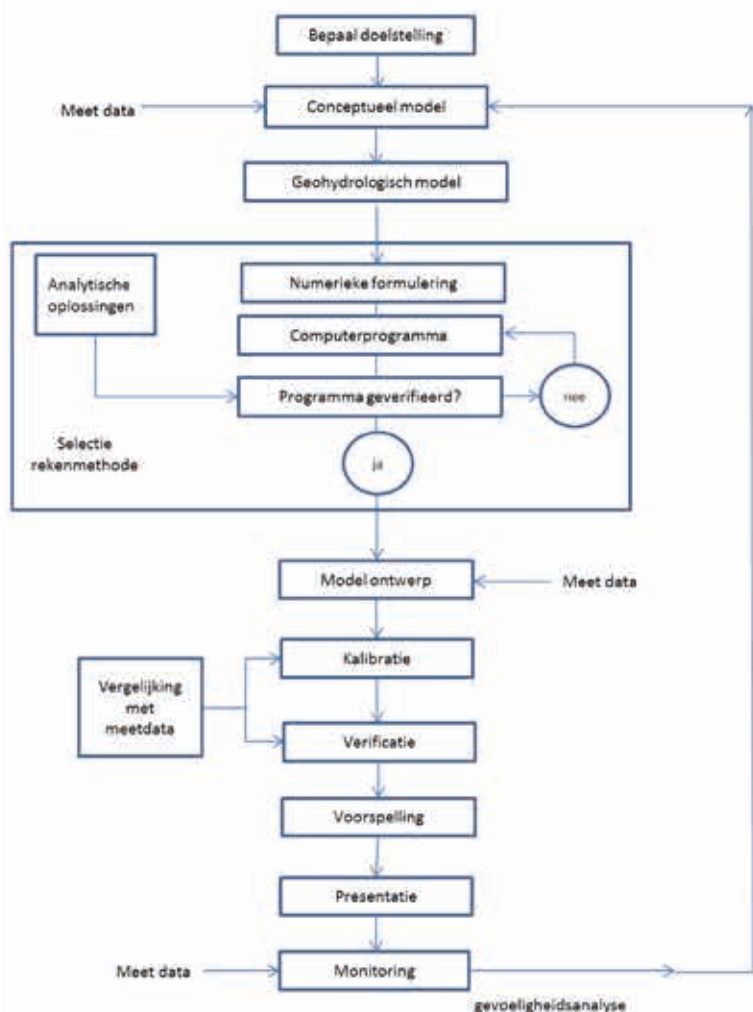 Bepaal doelstelling
Meet data
Conceptueel model
Geohydrologisch model
Analytische
oplossingen
Numerieke formulering
Computerprogramma
Programma geverifieerd?
nee
Selectie
rekenmethode
ja
Model ontwerp
Meet data
Kalibratie
Vergelijking
met
meetdata
Verificatie
Voorspelling
Presentatie
Meet data
Monitoring
gevoeligheidsanalyse